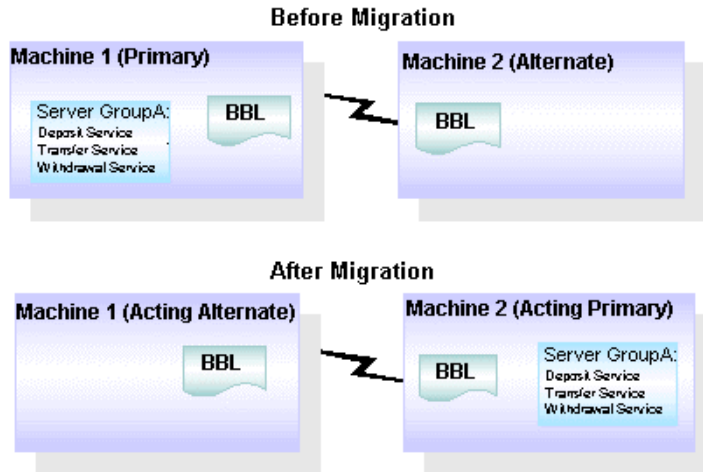 Before Migration
Machine 1 (Primary)
Server GroupA:
Deposit Service
Transfer Service
Withdrawal Service
BBL
Machine 2 (Alternate)
BBL
After Migration
Machine 1 (Acting Alternate)
BBL
Machine 2 (Acting Primary)
BBL
Server GroupA:
Deposit Service
Transfer Service
Withdrawal Service